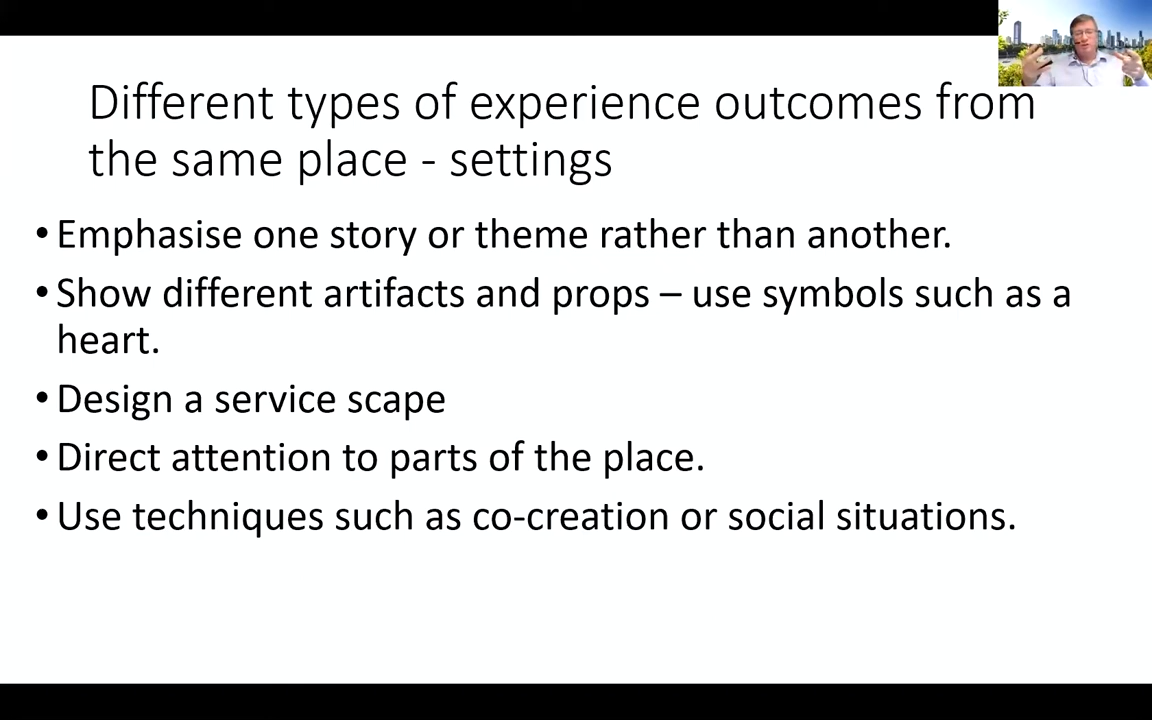 Different types of experience outcomes from
the same place - settings
• Emphasise one story or theme rather than another.
• Show different artifacts and props – use symbols such as a
heart.
• Design a service scape
• Direct attention to parts of the place.
• Use techniques such as co-creation or social situations.